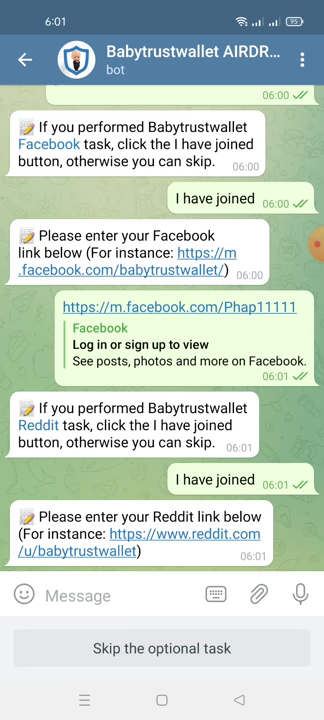 6:01
95
Babytrustwallet AIRDR...
bot
06:00
📝 If you performed Babytrustwallet
Facebook task, click the I have joined
button, otherwise you can skip.
06:00
I have joined
06:00
📝 Please enter your Facebook
link below (For instance: https://m
.facebook.com/babytrustwallet/)
06:00
https://m.facebook.com/Phap11111
Facebook
Log in or sign up to view
See posts, photos and more on Facebook.
06:01
📝 If you performed Babytrustwallet
Reddit task, click the I have joined
button, otherwise you can skip.
06:01
I have joined
06:01
📝 Please enter your Reddit link below
(For instance: https://www.reddit.com
/u/babytrustwallet)
06:01
Message
Skip the optional task